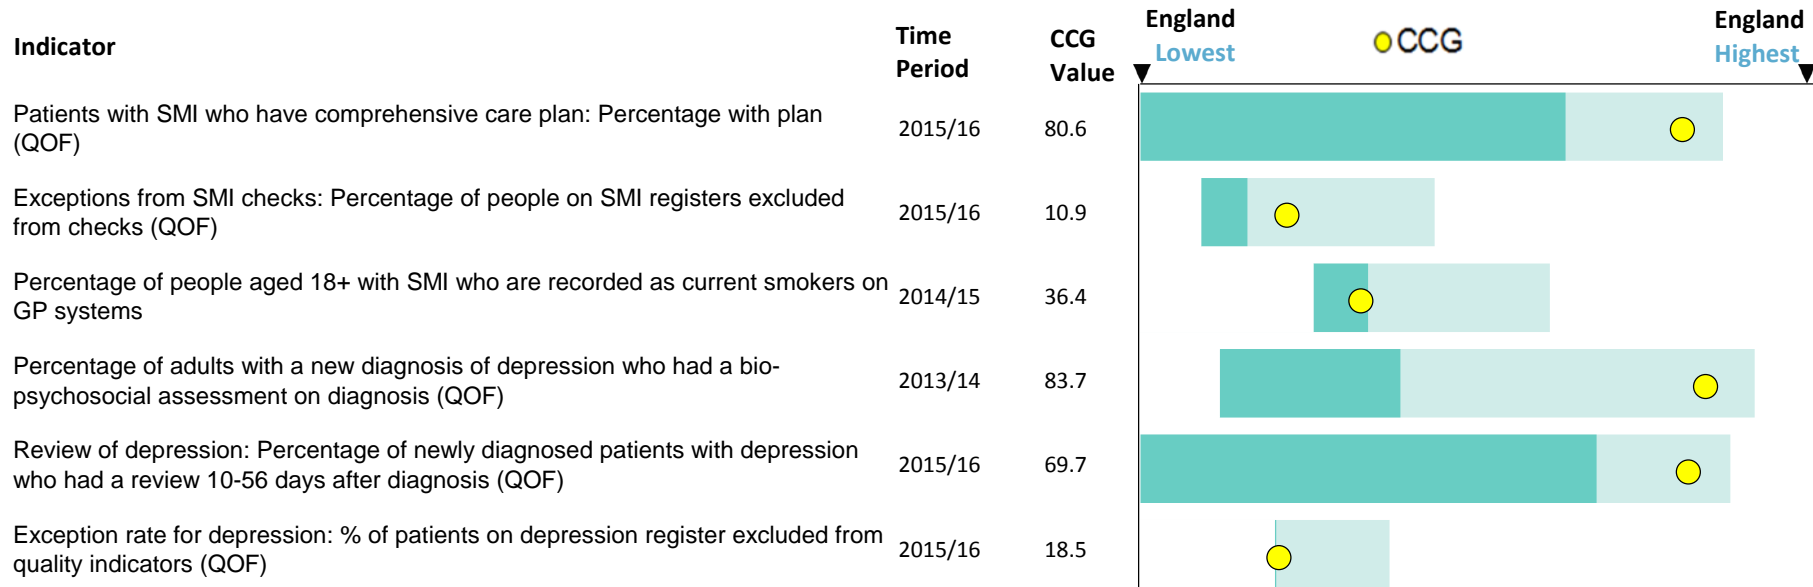 Indicator
Time
Period
CCG
Value
England
Lowest
CCG
England
Highest
Patients with SMI who have comprehensive care plan: Percentage with plan
(QOF)
2015/16
80.6
Exceptions from SMI checks: Percentage of people on SMI registers excluded
from checks (QOF)
2015/16
10.9
Percentage of people aged 18+ with SMI who are recorded as current smokers on
GP systems
2014/15
36.4
Percentage of adults with a new diagnosis of depression who had a bio-
psychosocial assessment on diagnosis (QOF)
2013/14
83.7
Review of depression: Percentage of newly diagnosed patients with depression
who had a review 10-56 days after diagnosis (QOF)
2015/16
69.7
Exception rate for depression: % of patients on depression register excluded from
quality indicators (QOF)
2015/16
18.5